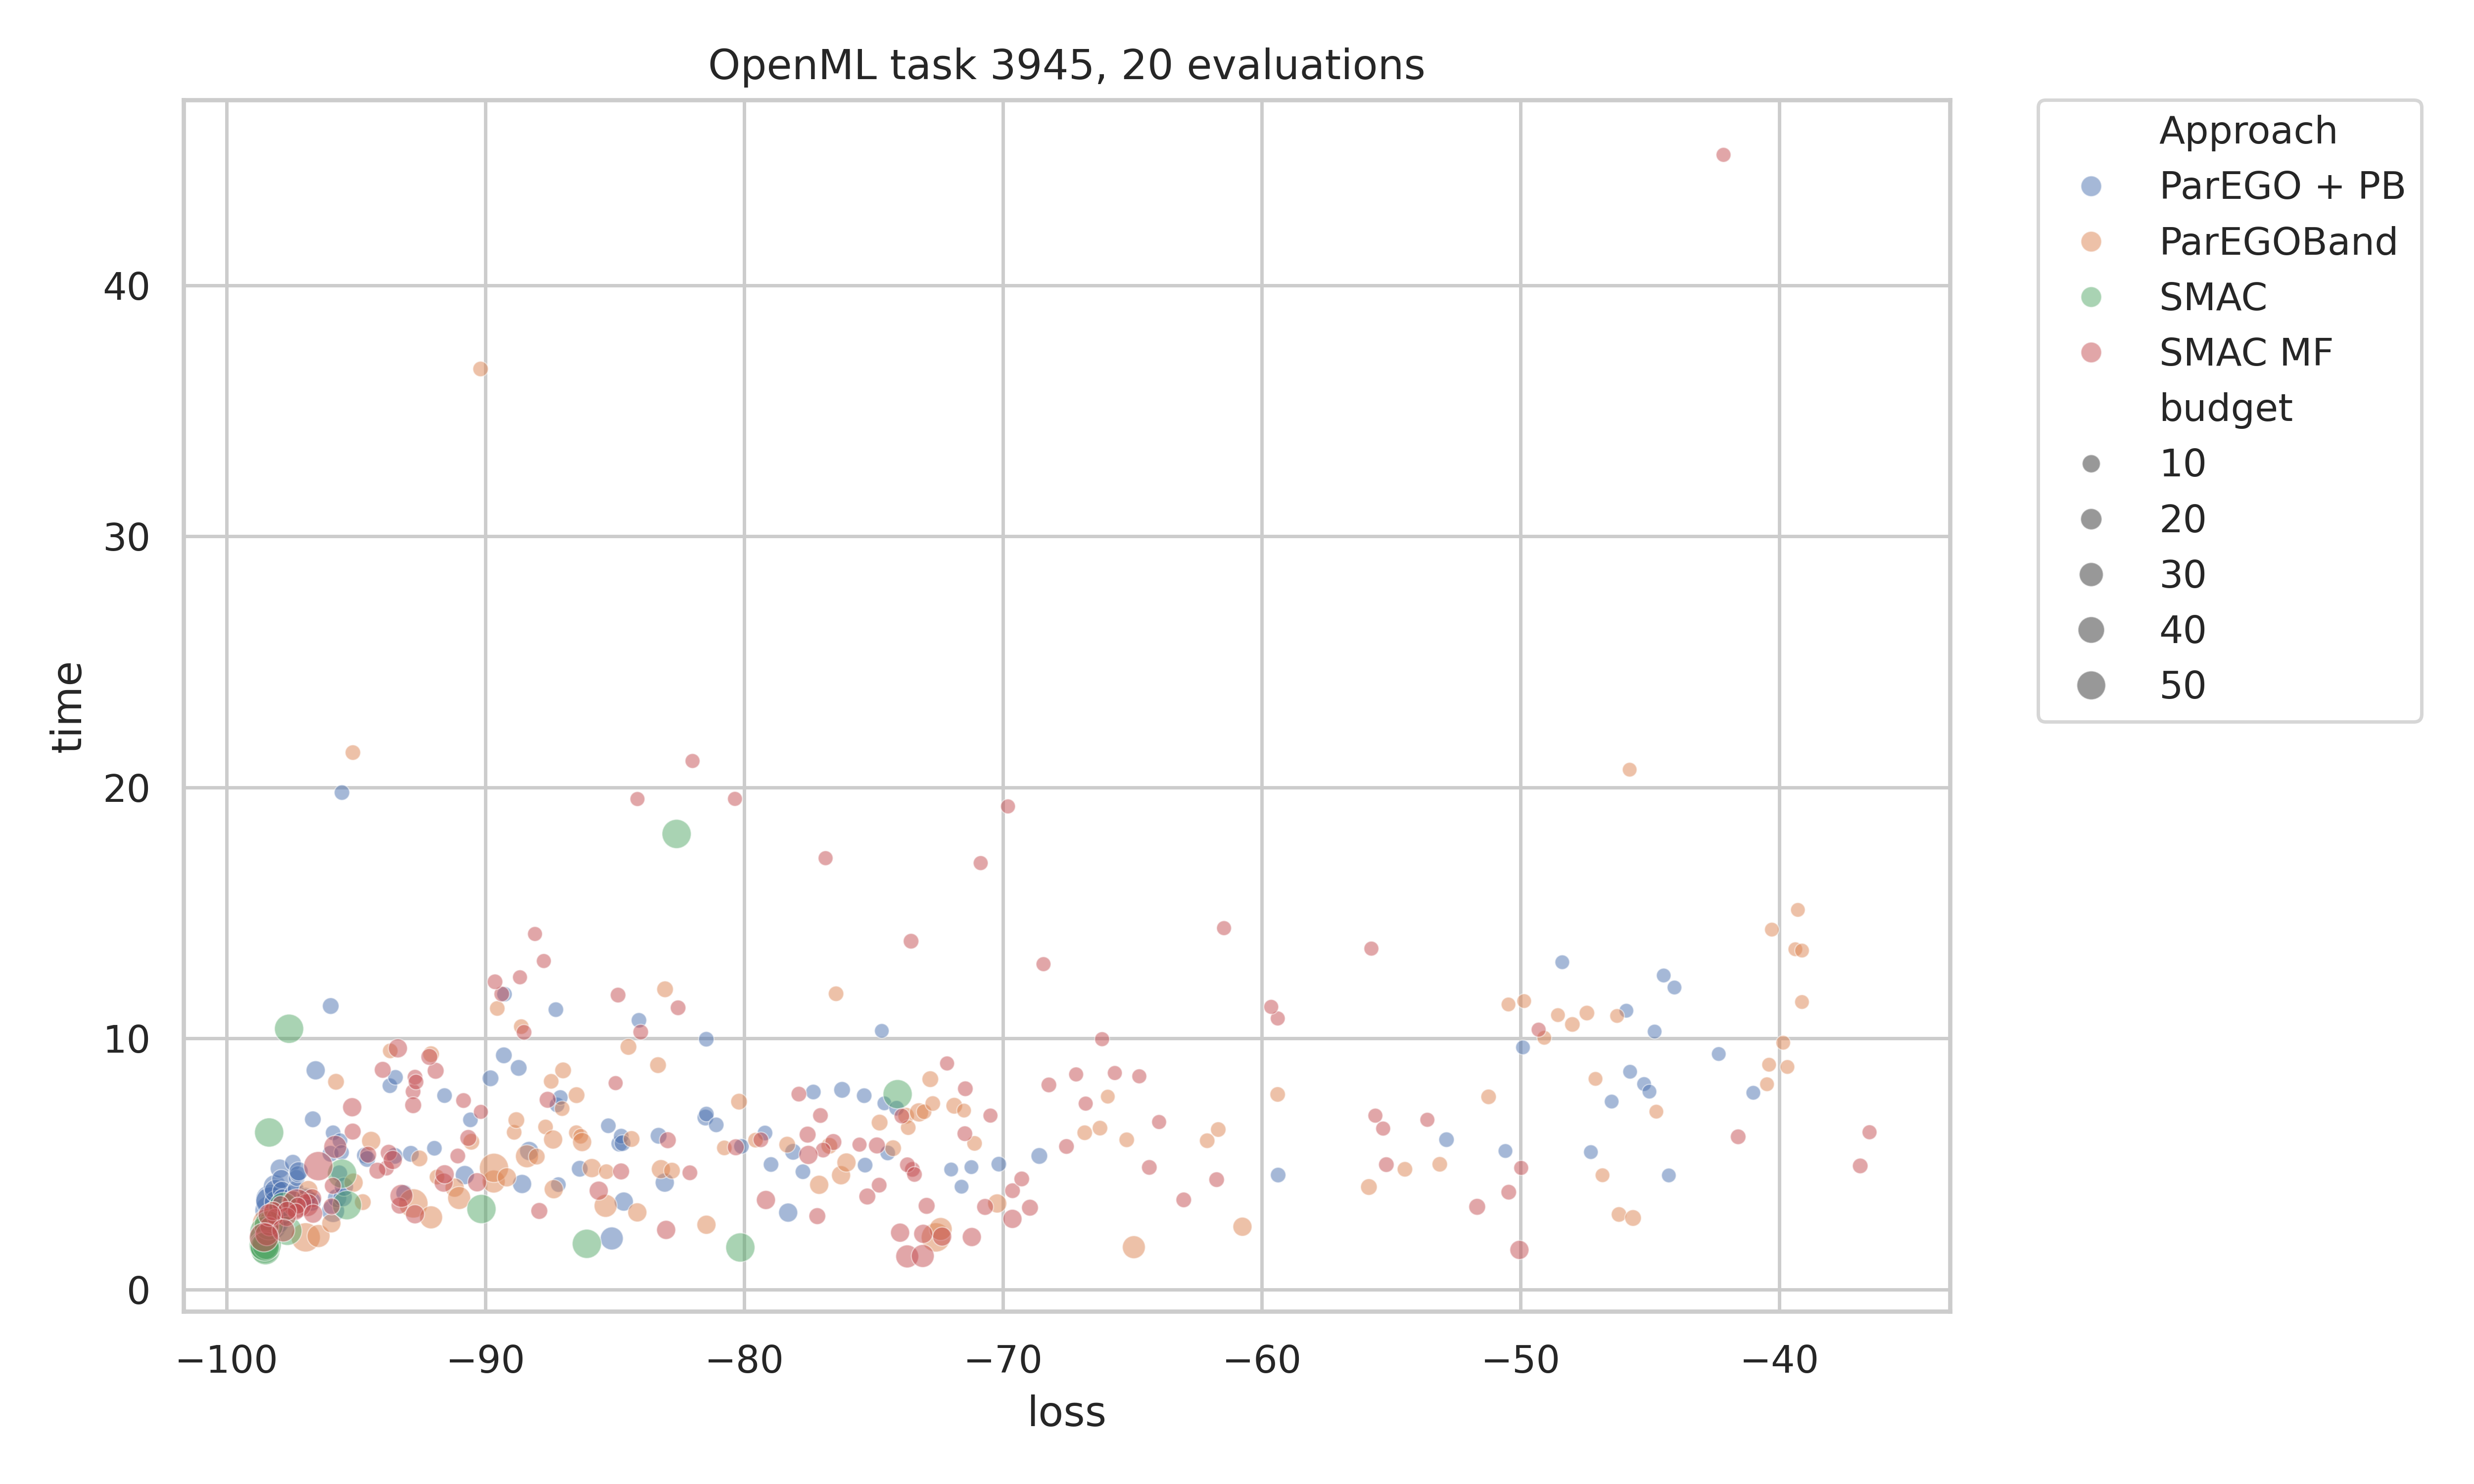 OpenML task 3945, 20 evaluations
Approach
ParEGO + PB
ParEGOBand
SMAC
SMAC MF
budget
10
20
30
40
50
time
40
30
20
10
0
−100 −90 −80 −70 −60 −50 −40
loss